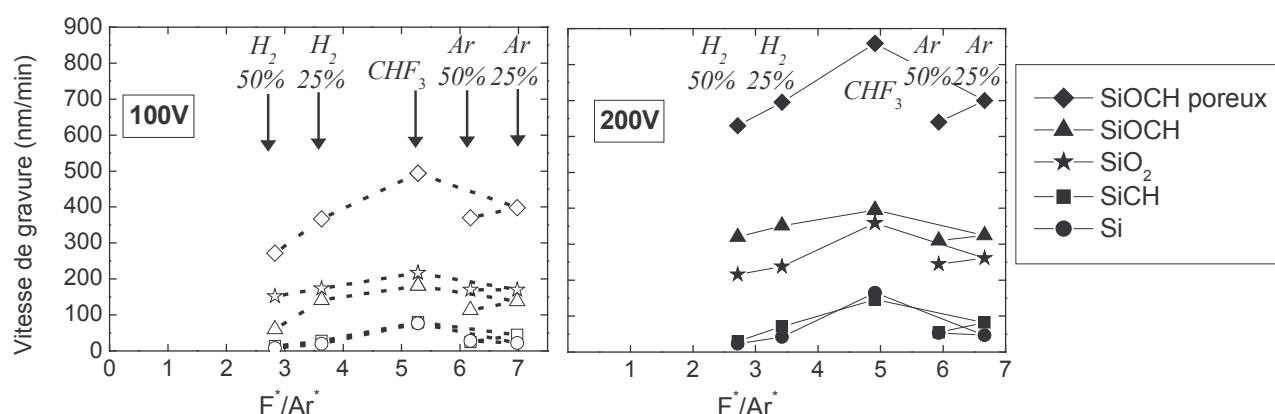 Vitesse de gravure (nm/min)
900
800
700
600
500
400
300
200
100
0
H2 50%
H2 25%
CHF3
Ar 50%
Ar 25%
100V
0 1 2 3 4 5 6 7
F*/Ar*
H2 50%
H2 25%
CHF3
Ar 50%
Ar 25%
200V
1 2 3 4 5 6 7
F*/Ar*
SiOCH poreux
SiOCH
SiO2
SiCH
Si